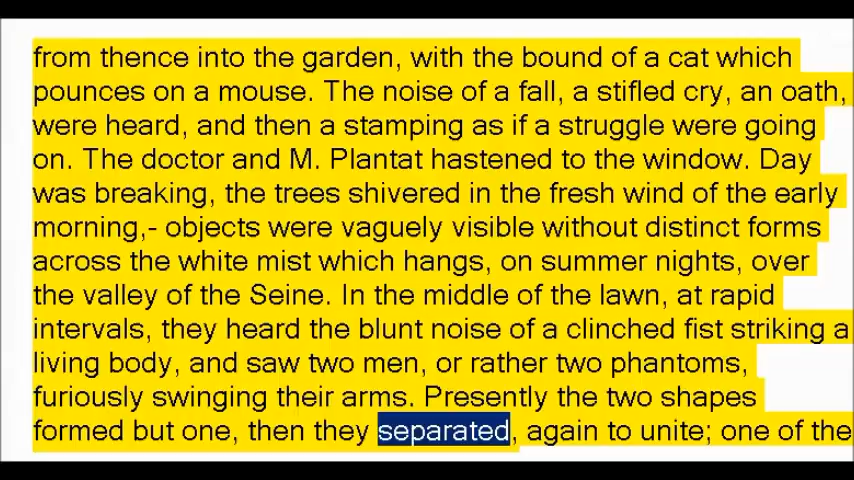 from thence into the garden, with the bound of a cat which
pounces on a mouse. The noise of a fall, a stifled cry, an oath,
were heard, and then a stamping as if a struggle were going
on. The doctor and M. Plantat hastened to the window. Day
was breaking, the trees shivered in the fresh wind of the early
morning,- objects were vaguely visible without distinct forms
across the white mist which hangs, on summer nights, over
the valley of the Seine. In the middle of the lawn, at rapid
intervals, they heard the blunt noise of a clinched fist striking a
living body, and saw two men, or rather two phantoms,
furiously swinging their arms. Presently the two shapes
formed but one, then they separated, again to unite; one of the